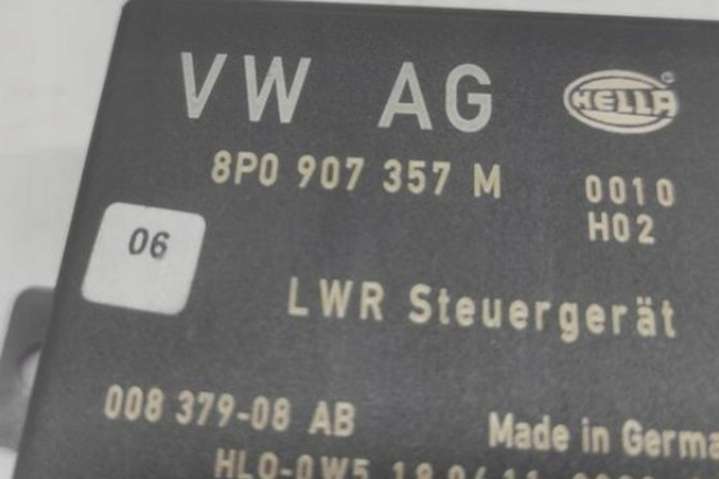 VW AG HELLA
8P0 907 357 M 0010
H02
06
LWR Steuergerät
008 379-08 AB Made in Germa